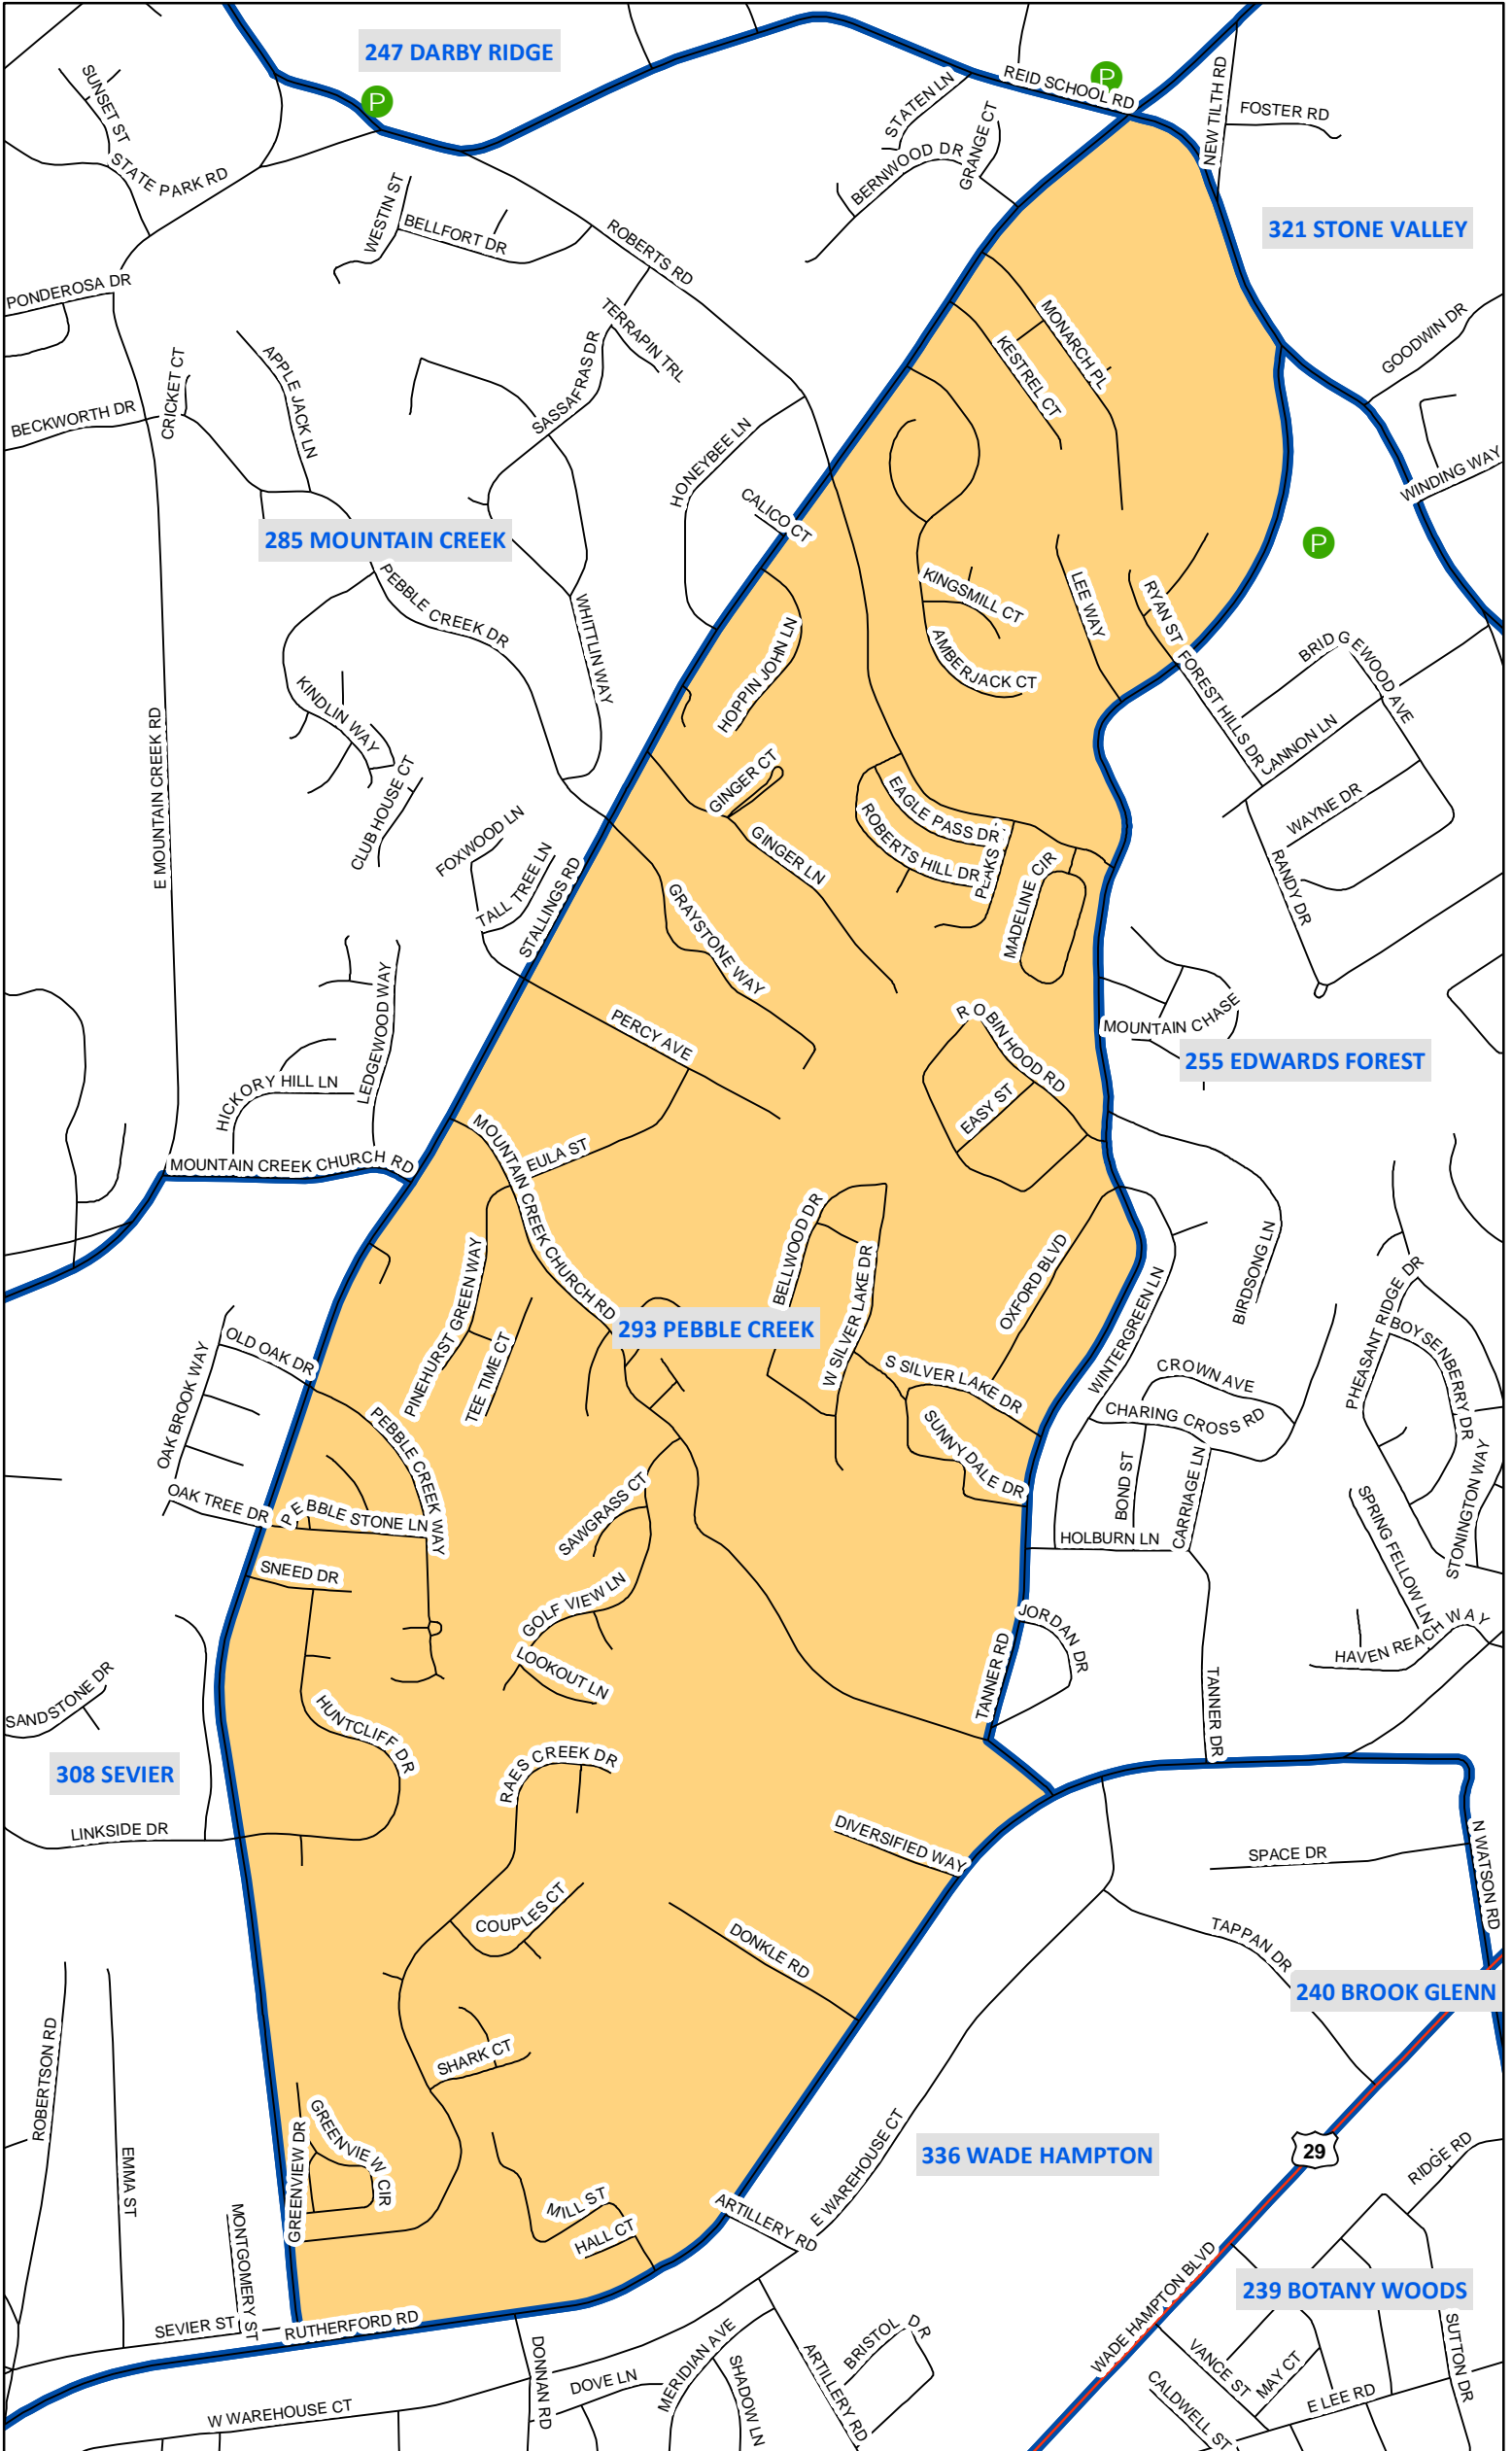 247 DARBY RIDGE
P
P
REID SCHOOL RD
SUNSET ST
STATEN LN
NEW TILTH RD
FOSTER RD
GRANGE CT
BERNWOOD DR
STATE PARK RD
WESTIN ST
BELLFORT DR
321 STONE VALLEY
ROBERTS RD
PONDEROSA DR
TERRAPIN TRL
MONARCH PL
GOODWIN DR
KESTREL CT
APPLE JACK LN
CRICKET CT
SASSAFRAS DR
BECKWORTH DR
HONEYBEE LN
WINDING WAY
CALICO CT
285 MOUNTAIN CREEK
P
PEBBLE CREEK DR
KINGSMILL CT
LEE WAY
RYAN ST
WHITTLIN WAY
HOPPIN JOHN LN
AMBERJACK CT
BRIDGEWOOD AVE
FOREST HILLS DR
KINDLIN WAY
CANNON LN
E MOUNTAIN CREEK RD
CLUB HOUSE CT
GINGER CT
EAGLE PASS DR
WAYNE DR
FOXWOOD LN
GINGER LN
ROBERTS HILL DR
PEAKS
TALL TREE LN
STALLINGS RD
MADELINE CIR
RANDY DR
GRAYSTONE WAY
LEDGEWOOD WAY
PERCY AVE
ROBIN HOOD RD
MOUNTAIN CHASE
255 EDWARDS FOREST
HICKORY HILL LN
EASY ST
MOUNTAIN CREEK CHURCH RD
MOUNTAIN CREEK CHURCH RD
EULA ST
BELLWOOD DR
OXFORD BLVD
BIRDSONG LN
PINEHURST GREEN WAY
W SILVER LAKE DR
WINTERGREEN LN
PHEASANT RIDGE DR
293 PEBBLE CREEK
OLD OAK DR
BOYSENBERRY DR
OAK BROOK WAY
TEE TIME CT
S SILVER LAKE DR
CROWN AVE
PEBBLE CREEK WAY
SUNNY DALE DR
CHARING CROSS RD
BOND ST
CARRIAGE LN
STONINGTON WAY
OAK TREE DR
PEBBLE STONE LN
SAWGRASS CT
SPRING FELLOW LN
HOLBURN LN
SNEED DR
GOLF VIEW LN
JORDAN DR
HAVEN REACH WAY
TANNER RD
LOOKOUT LN
SANDSTONE DR
HUNTCLIFF DR
TANNER DR
308 SEVIER
RAES CREEK DR
LINKSIDE DR
DIVERSIFIED WAY
SPACE DR
N WATSON RD
COUPLES CT
DONKLE RD
TAPPAN DR
240 BROOK GLENN
ROBERTSON RD
SHARK CT
29
336 WADE HAMPTON
RIDGE RD
EMMA ST
GREENVIEW CIR
GREENVIEW DR
E WAREHOUSE CT
MILL ST
HALL CT
ARTILLERY RD
MONTGOMERY ST
WADE HAMPTON BLVD
239 BOTANY WOODS
SEVIER ST
RUTHERFORD RD
DONNAN RD
MERIDIAN AVE
SHADOW LN
ARTILLERY RD
BRISTOL DR
VANCE ST
MAY CT
SUTTON DR
DOVE LN
E LEE RD
CALDWELL ST
W WAREHOUSE CT